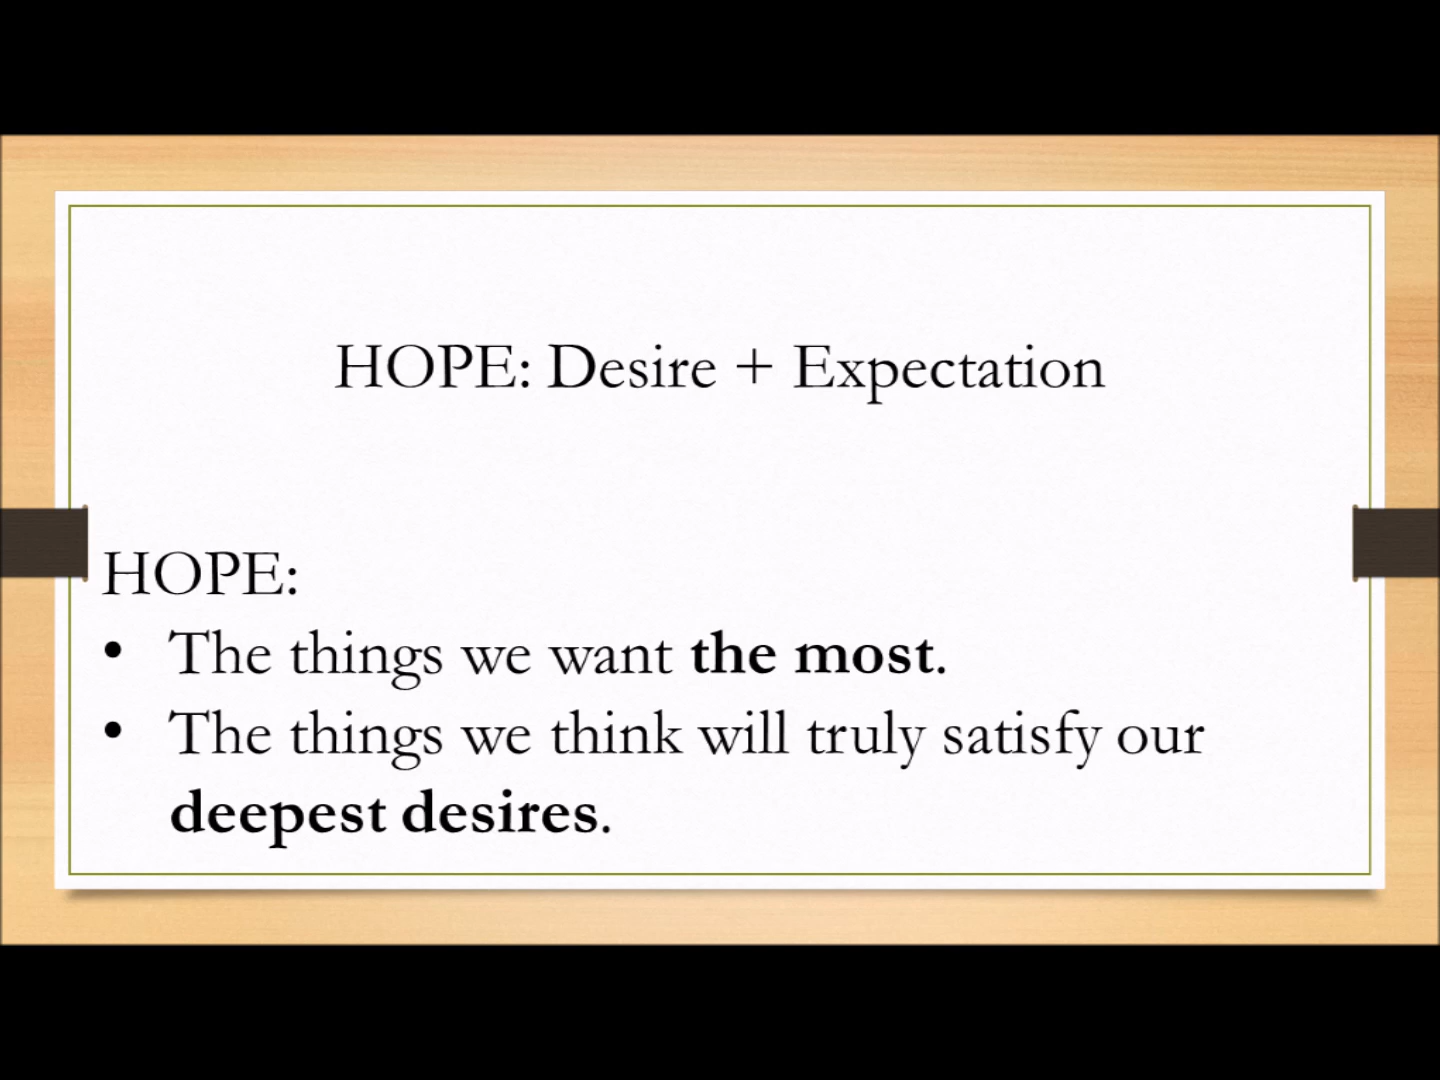 HOPE: Desire + Expectation
HOPE:
• The things we want the most.
• The things we think will truly satisfy our
deepest desires.